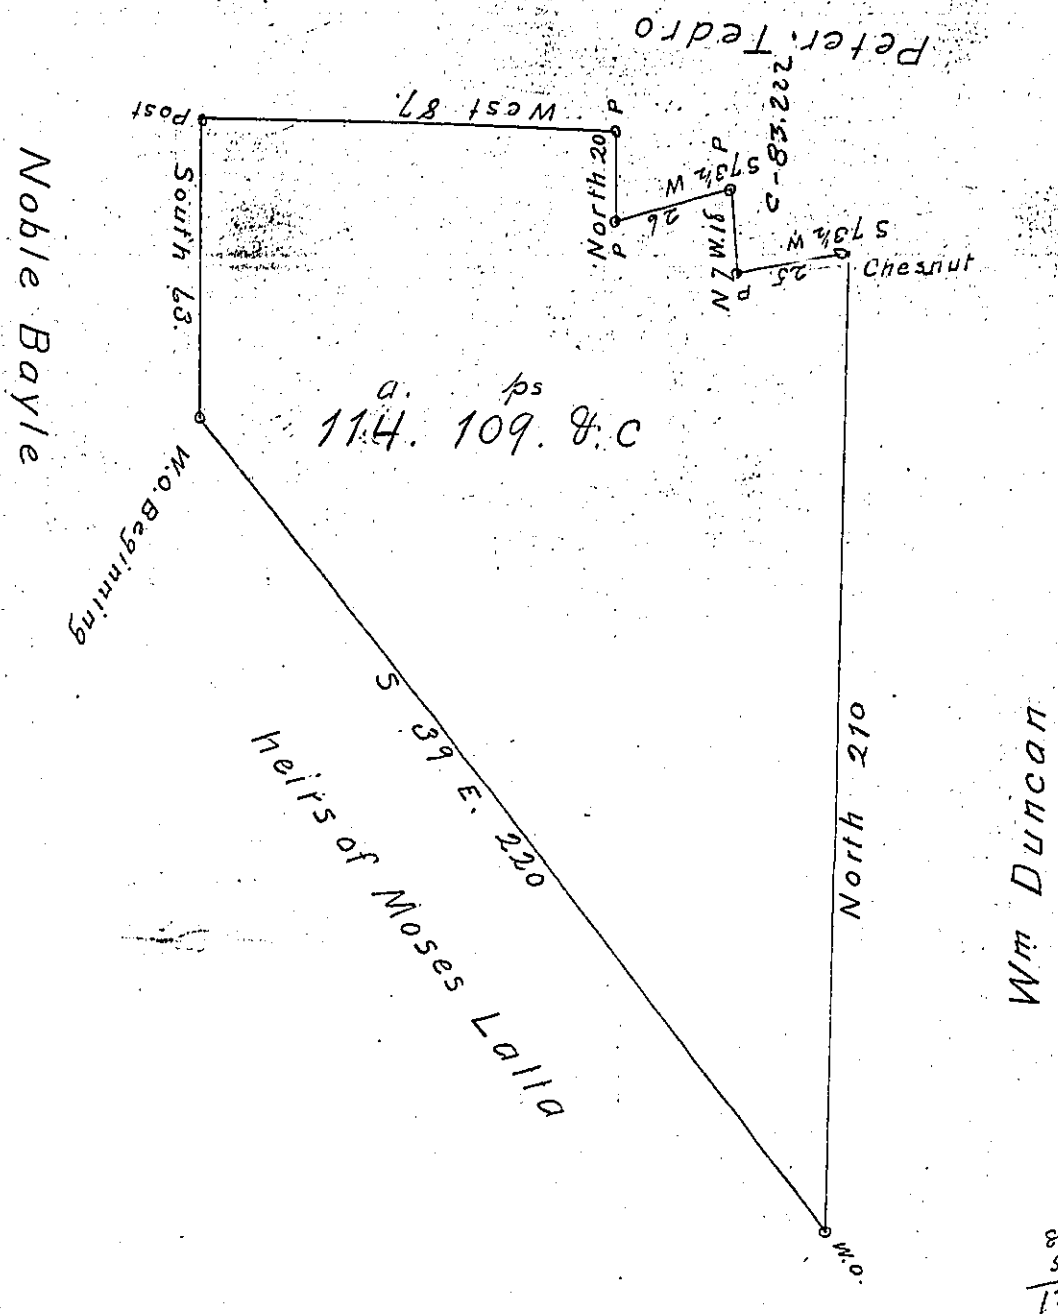 Peter. Tedro
C-83-222
Post
West 87.
P
North. 20
P
S 73½ W
26
P
N 7 W 18
P
S 73½ W.
25
Chesnut
South 63.
Noble Bayle
a. ps
114. 109. & C
W.O. Beginning
S 39 E. 220
heirs of Moses Lalla
North 210
Wm Duncan
W.O.